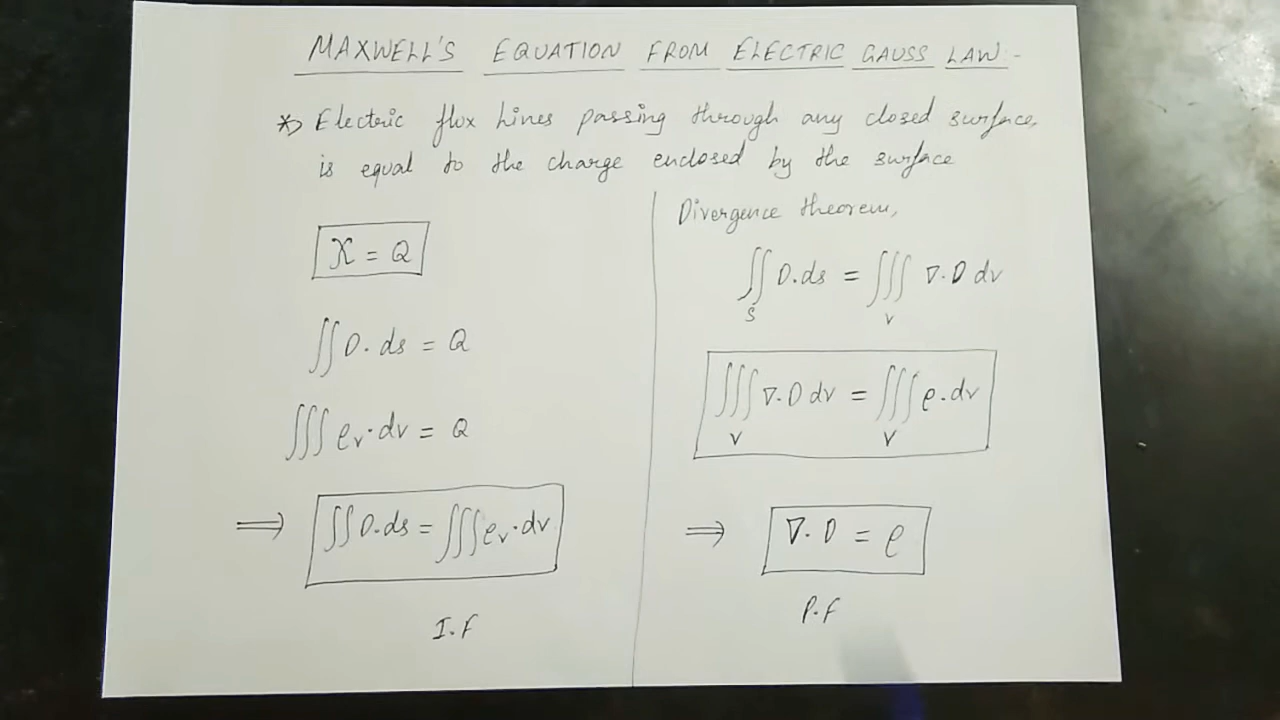 MAXWELL'S EQUATION FROM ELECTRIC GAUSS LAW :-
* Electric flux lines passing through any closed surface,
is equal to the charge enclosed by the surface
χ = Q
∬ D. ds = Q
∭ ρv · dv = Q
⟹ ∬ D.ds = ∭ ρv · dv
I.F
Divergence theorem,
∬S D.ds = ∭V ∇.D dv
∭V ∇.D dv = ∭V ρ.dv
⟹ ∇.D = ρ
P.F